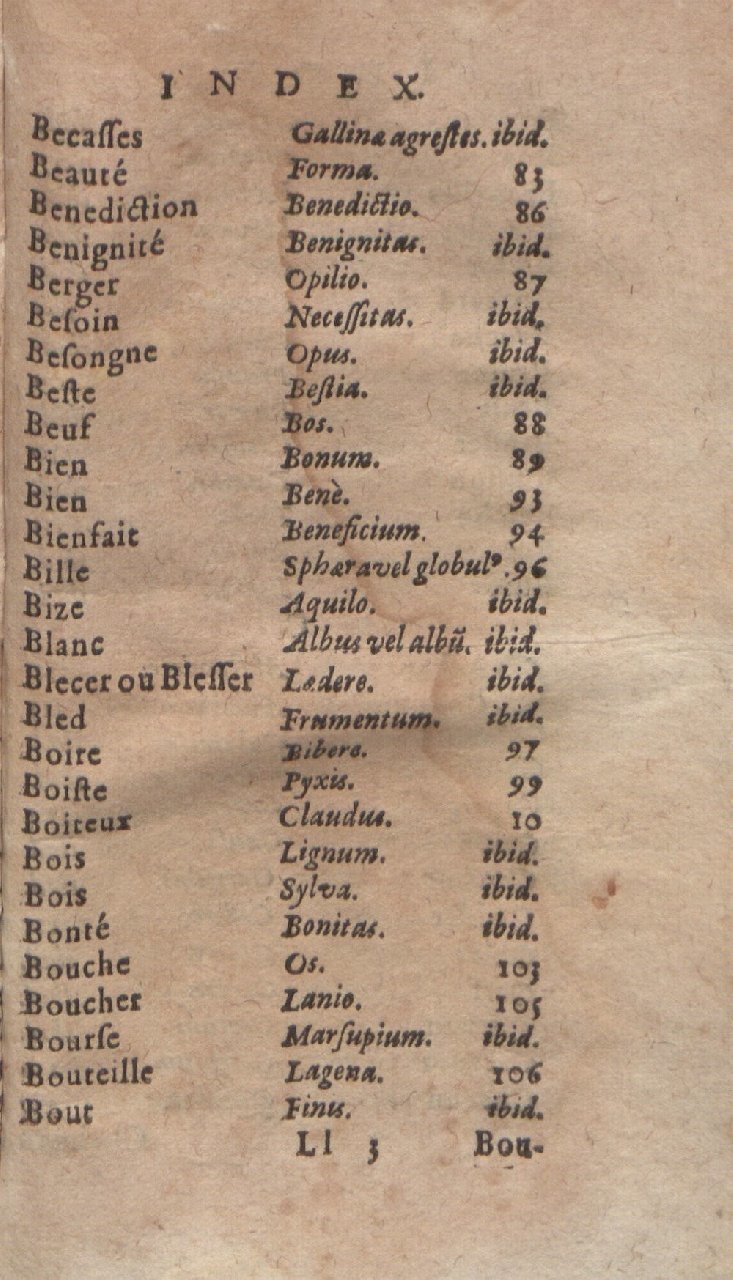 INDEX.
Becaſſes Gallinæ agreſtes. ibid.
Beauté Forma. 83
Benediction Benedictio. 86
Benignité Benignitas. ibid.
Berger Opilio. 87
Beſoin Neceſſitas. ibid.
Beſongne Opus. ibid.
Beſte Beſtia. ibid.
Beuf Bos. 88
Bien Bonum. 89
Bien Benè. 93
Bienfait Beneficium. 94
Bille Sphæra vel globulꝰ. 96
Bize Aquilo. ibid.
Blanc Albus vel albū. ibid.
Blecer ou Bleſſer Lædere. ibid.
Bled Frumentum. ibid.
Boire Bibere. 97
Boiſte Pyxis. 99
Boiteux Claudus. 10
Bois Lignum. ibid.
Bois Sylva. ibid.
Bonté Bonitas. ibid.
Bouche Os. 103
Boucher Lanio. 105
Bourſe Marſupium. ibid.
Bouteille Lagena. 106
Bout Finis. ibid.
Ll 3 Bou-